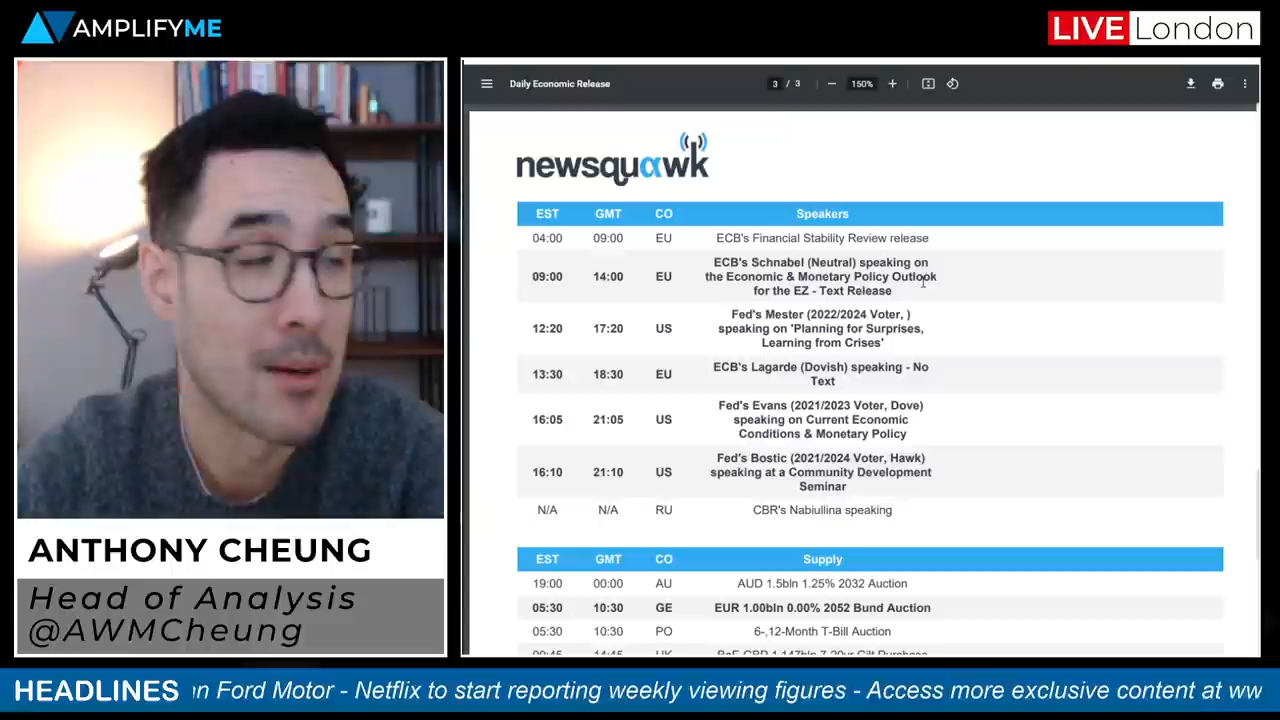 AMPLIFYME
LIVE London
Daily Economic Release
3 / 3
150%
newsquawk
EST GMT CO Speakers
04:00 09:00 EU ECB's Financial Stability Review release
ECB's Schnabel (Neutral) speaking on
09:00 14:00 EU the Economic & Monetary Policy Outlook
for the EZ - Text Release
Fed's Mester (2022/2024 Voter, )
12:20 17:20 US speaking on 'Planning for Surprises,
Learning from Crises'
13:30 18:30 EU ECB's Lagarde (Dovish) speaking - No
Text
Fed's Evans (2021/2023 Voter, Dove)
16:05 21:05 US speaking on Current Economic
Conditions & Monetary Policy
Fed's Bostic (2021/2024 Voter, Hawk)
16:10 21:10 US speaking at a Community Development
Seminar
N/A N/A RU CBR's Nabiullina speaking
EST GMT CO Supply
19:00 00:00 AU AUD 1.5bln 1.25% 2032 Auction
05:30 10:30 GE EUR 1.00bln 0.00% 2052 Bund Auction
05:30 10:30 PO 6-,12-Month T-Bill Auction
ANTHONY CHEUNG
Head of Analysis
@AWMCheung
HEADLINES Ford Motor - Netflix to start reporting weekly viewing figures - Access more exclusive content at ww